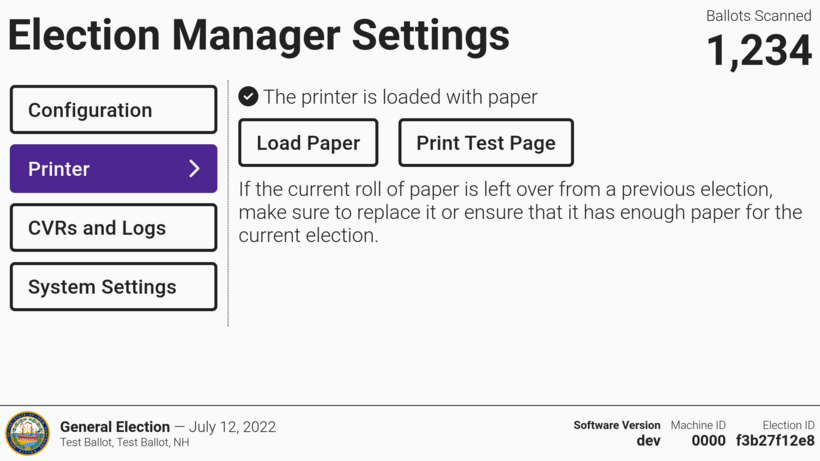 Election Manager Settings
Ballots Scanned
1,234
Configuration
Printer
CVRs and Logs
System Settings
The printer is loaded with paper
Load Paper
Print Test Page
If the current roll of paper is left over from a previous election,
make sure to replace it or ensure that it has enough paper for the
current election.
General Election — July 12, 2022
Test Ballot, Test Ballot, NH
Software Version
dev
Machine ID
0000
Election ID
f3b27f12e8